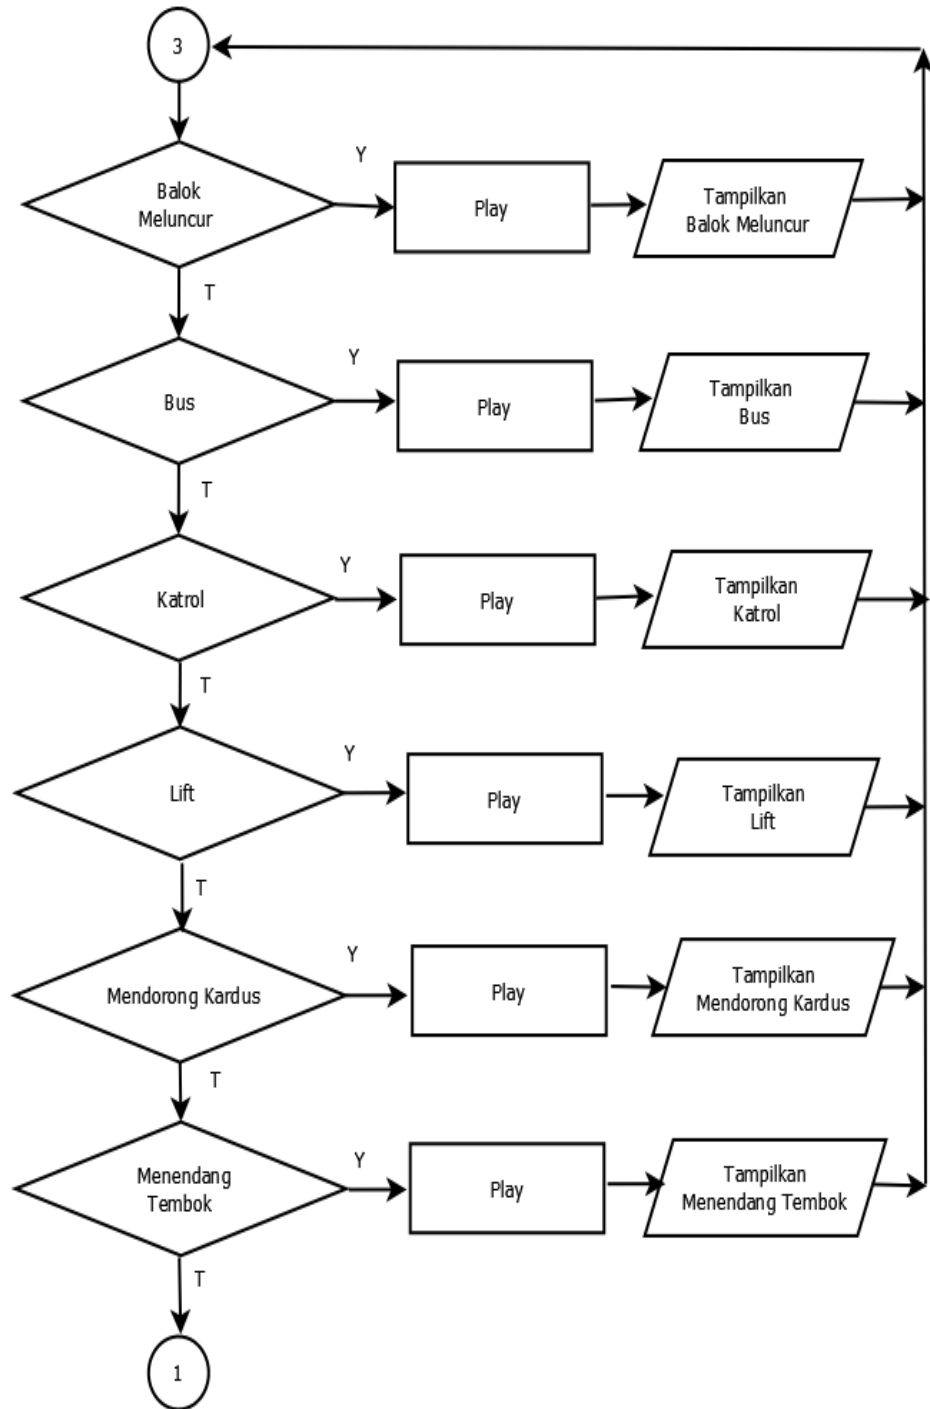 3
Y
Balok
Meluncur
Play
Tampilkan
Balok Meluncur
T
Y
Bus
Play
Tampilkan
Bus
T
Y
Katrol
Play
Tampilkan
Katrol
T
Y
Lift
Play
Tampilkan
Lift
T
Y
Mendorong Kardus
Play
Tampilkan
Mendorong Kardus
T
Y
Menendang
Tembok
Play
Tampilkan
Menendang Tembok
T
1